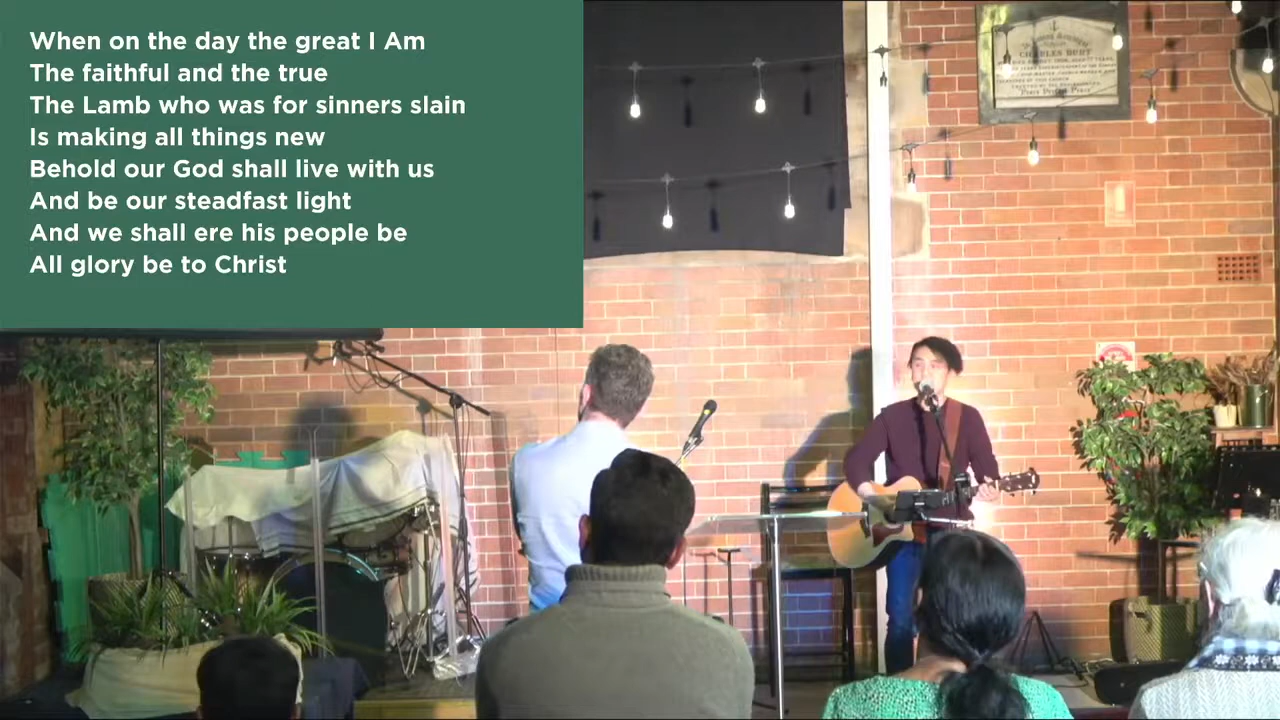 When on the day the great I Am
The faithful and the true
The Lamb who was for sinners slain
Is making all things new
Behold our God shall live with us
And be our steadfast light
And we shall ere his people be
All glory be to Christ
CHARLES BURT